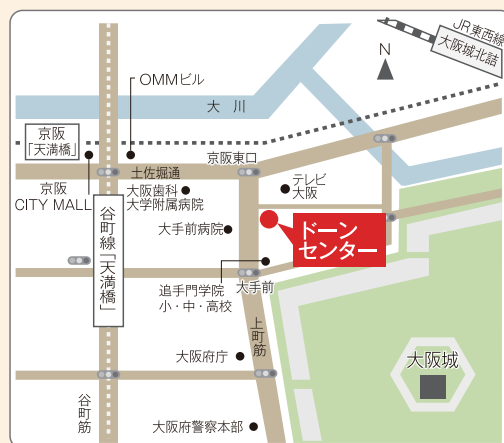 JR東西線
大阪城北詰
N
OMMビル
大川
京阪
「天満橋」
京阪東口
土佐堀通
テレビ
大阪
京阪
CITY MALL
大阪歯科
大学附属病院
谷町線「天満橋」
大手前病院
ドーン
センター
追手門学院
小・中・高校
大手前
上町筋
大阪府庁
大阪城
谷町筋
大阪府警察本部